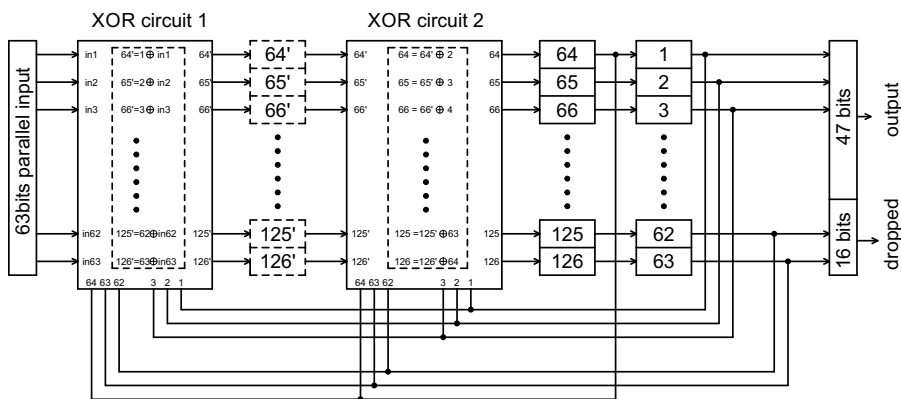 XOR circuit 1
XOR circuit 2
63bits parallel input
in1
64'=1⊕in1
64'
64'
64'
64 = 64'⊕2
64
64
1
in2
65'=2⊕in2
65'
65'
65'
65 = 65'⊕3
65
65
2
in3
66'=3⊕in3
66'
66'
66'
66 = 66'⊕4
66
66
3
47 bits
output
in62
125'=62⊕in62
125'
125'
125'
125 =125'⊕63
125
125
62
in63
126'=63⊕in63
126'
126'
126'
126 =126'⊕64
126
126
63
16 bits
dropped
64 63 62 3 2 1
64 63 62 3 2 1